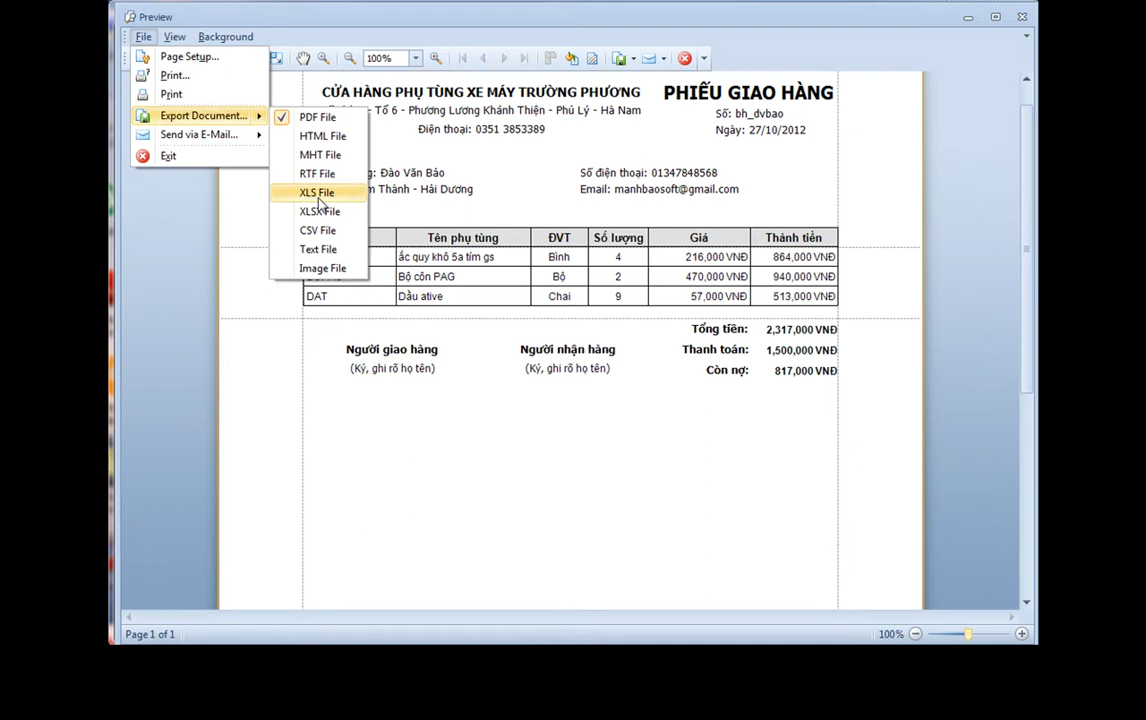 Preview
File View Background
Page Setup...
Print...
Print
Export Document...
Send via E-Mail...
Exit
PDF File
HTML File
MHT File
RTF File
XLS File
XLSX File
CSV File
Text File
Image File
100%
CỬA HÀNG PHỤ TÙNG XE MÁY TRƯỜNG PHƯƠNG
Tổ 6 - Phương Lương Khánh Thiện - Phủ Lý - Hà Nam
Điện thoại: 0351 3853389
PHIẾU GIAO HÀNG
Số: bh_dvbao
Ngày: 27/10/2012
Đào Văn Bảo
Thành - Hải Dương
Số điện thoại: 01347848568
Email: manhbaosoft@gmail.com
Tên phụ tùng ĐVT Số lượng Giá Thành tiền
ắc quy khô 5a tím gs Bình 4 216,000 VNĐ 864,000 VNĐ
Bộ côn PAG Bộ 2 470,000 VNĐ 940,000 VNĐ
DAT Dầu ative Chai 9 57,000 VNĐ 513,000 VNĐ
Tổng tiền: 2,317,000 VNĐ
Thanh toán: 1,500,000 VNĐ
Còn nợ: 817,000 VNĐ
Người giao hàng
(Ký, ghi rõ họ tên)
Người nhận hàng
(Ký, ghi rõ họ tên)
Page 1 of 1
100%